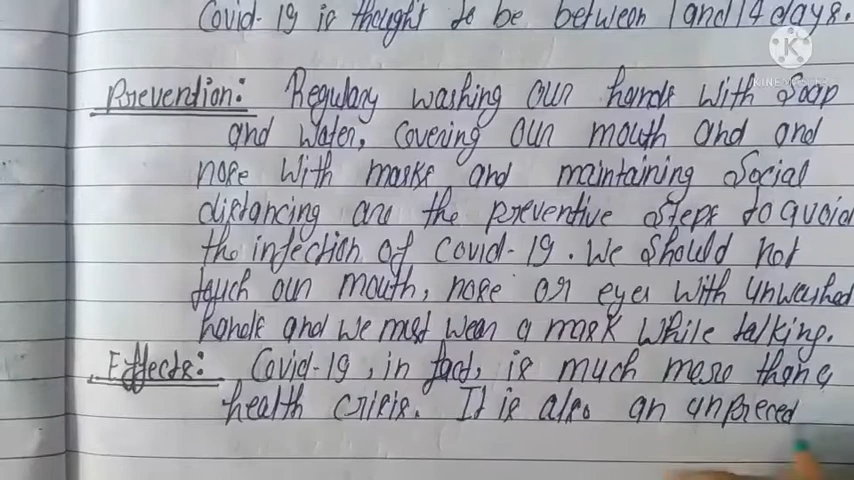 Covid-19 is thought to be between 1 and 14 days.
KINEMASTER
Prevention: Regulary washing our hands with soap
and water, covering our mouth and and
nose with masks and maintaining social
distancing are the preventive steps to avoid
the infection of covid-19. We should not
touch our mouth, nose or eyes with unwashed
hands and we must wear a mask while talking.
Effects: Covid-19, in fact, is much more than a
health crisis. It is also an unpreced